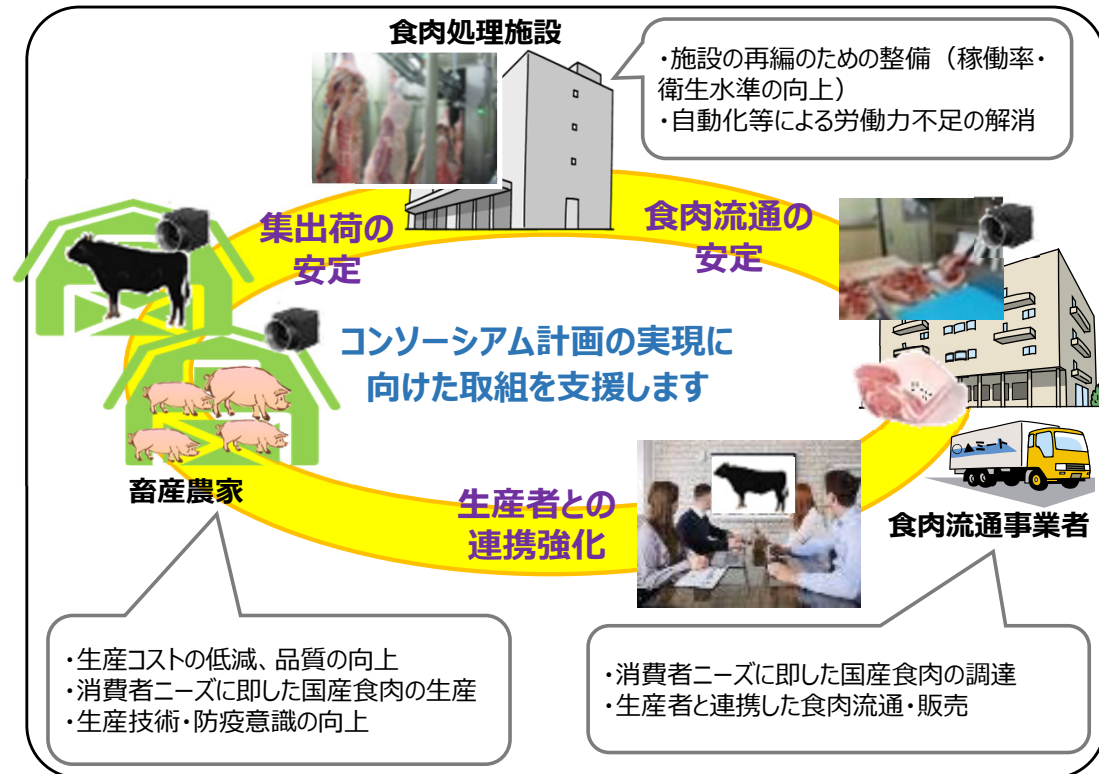 食肉処理施設
・施設の再編のための整備（稼働率・
衛生水準の向上）
・自動化等による労働力不足の解消
集出荷の
安定
食肉流通の
安定
コンソーシアム計画の実現に
向けた取組を支援します
畜産農家
生産者との
連携強化
○▲ミート
食肉流通事業者
・生産コストの低減、品質の向上
・消費者ニーズに即した国産食肉の生産
・生産技術・防疫意識の向上
・消費者ニーズに即した国産食肉の調達
・生産者と連携した食肉流通・販売